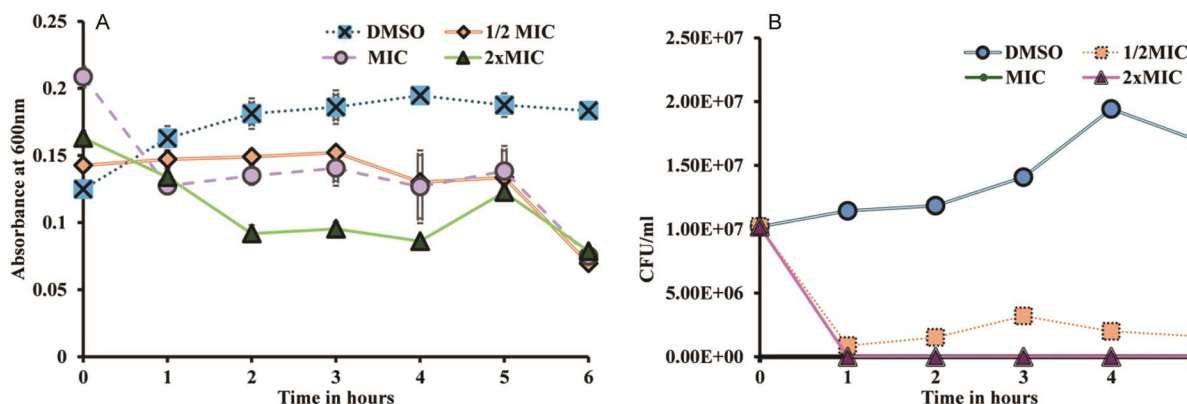 A
DMSO 1/2 MIC
MIC 2xMIC
0.25
0.2
0.15
0.1
0.05
0
Absorbance at 600nm
0 1 2 3 4 5 6
Time in hours
B
DMSO 1/2MIC
MIC 2xMIC
2.50E+07
2.00E+07
1.50E+07
1.00E+07
5.00E+06
0.00E+00
CFU/ml
0 1 2 3 4
Time in hours